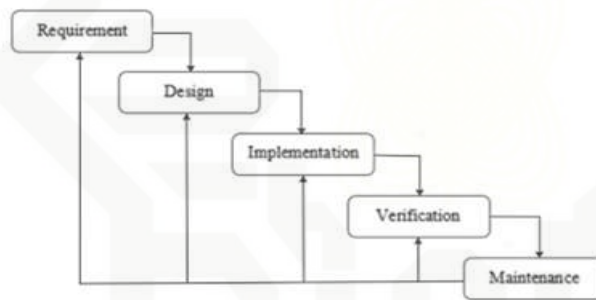 Requirement
Design
Implementation
Verification
Maintenance